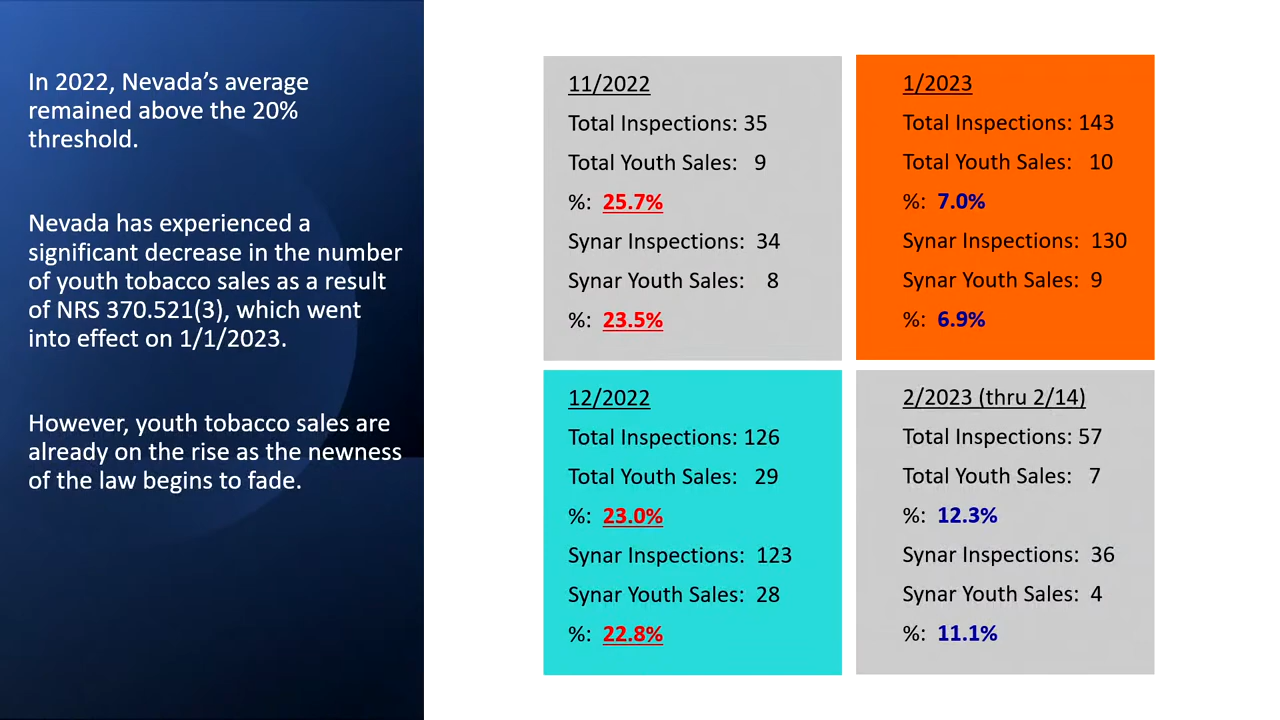 In 2022, Nevada’s average
remained above the 20%
threshold.
Nevada has experienced a
significant decrease in the number
of youth tobacco sales as a result
of NRS 370.521(3), which went
into effect on 1/1/2023.
However, youth tobacco sales are
already on the rise as the newness
of the law begins to fade.
11/2022
Total Inspections: 35
Total Youth Sales: 9
%: 25.7%
Synar Inspections: 34
Synar Youth Sales: 8
%: 23.5%
1/2023
Total Inspections: 143
Total Youth Sales: 10
%: 7.0%
Synar Inspections: 130
Synar Youth Sales: 9
%: 6.9%
12/2022
Total Inspections: 126
Total Youth Sales: 29
%: 23.0%
Synar Inspections: 123
Synar Youth Sales: 28
%: 22.8%
2/2023 (thru 2/14)
Total Inspections: 57
Total Youth Sales: 7
%: 12.3%
Synar Inspections: 36
Synar Youth Sales: 4
%: 11.1%